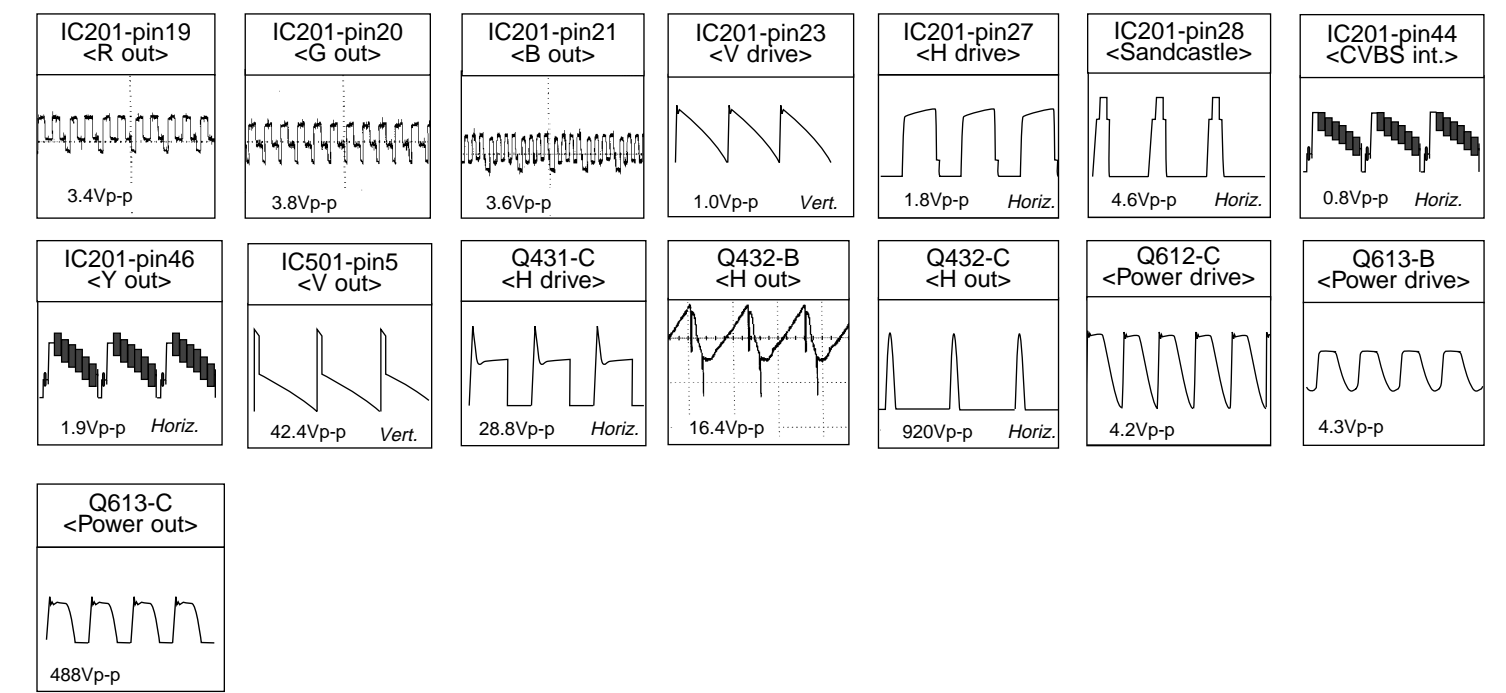 IC201-pin19
<R out>
3.4Vp-p
IC201-pin20
<G out>
3.8Vp-p
IC201-pin21
<B out>
3.6Vp-p
IC201-pin23
<V drive>
1.0Vp-p Vert.
IC201-pin27
<H drive>
1.8Vp-p Horiz.
IC201-pin28
<Sandcastle>
4.6Vp-p Horiz.
IC201-pin44
<CVBS int.>
0.8Vp-p Horiz.
IC201-pin46
<Y out>
1.9Vp-p Horiz.
IC501-pin5
<V out>
42.4Vp-p Vert.
Q431-C
<H drive>
28.8Vp-p Horiz.
Q432-B
<H out>
16.4Vp-p
Q432-C
<H out>
920Vp-p Horiz.
Q612-C
<Power drive>
4.2Vp-p
Q613-B
<Power drive>
4.3Vp-p
Q613-C
<Power out>
488Vp-p